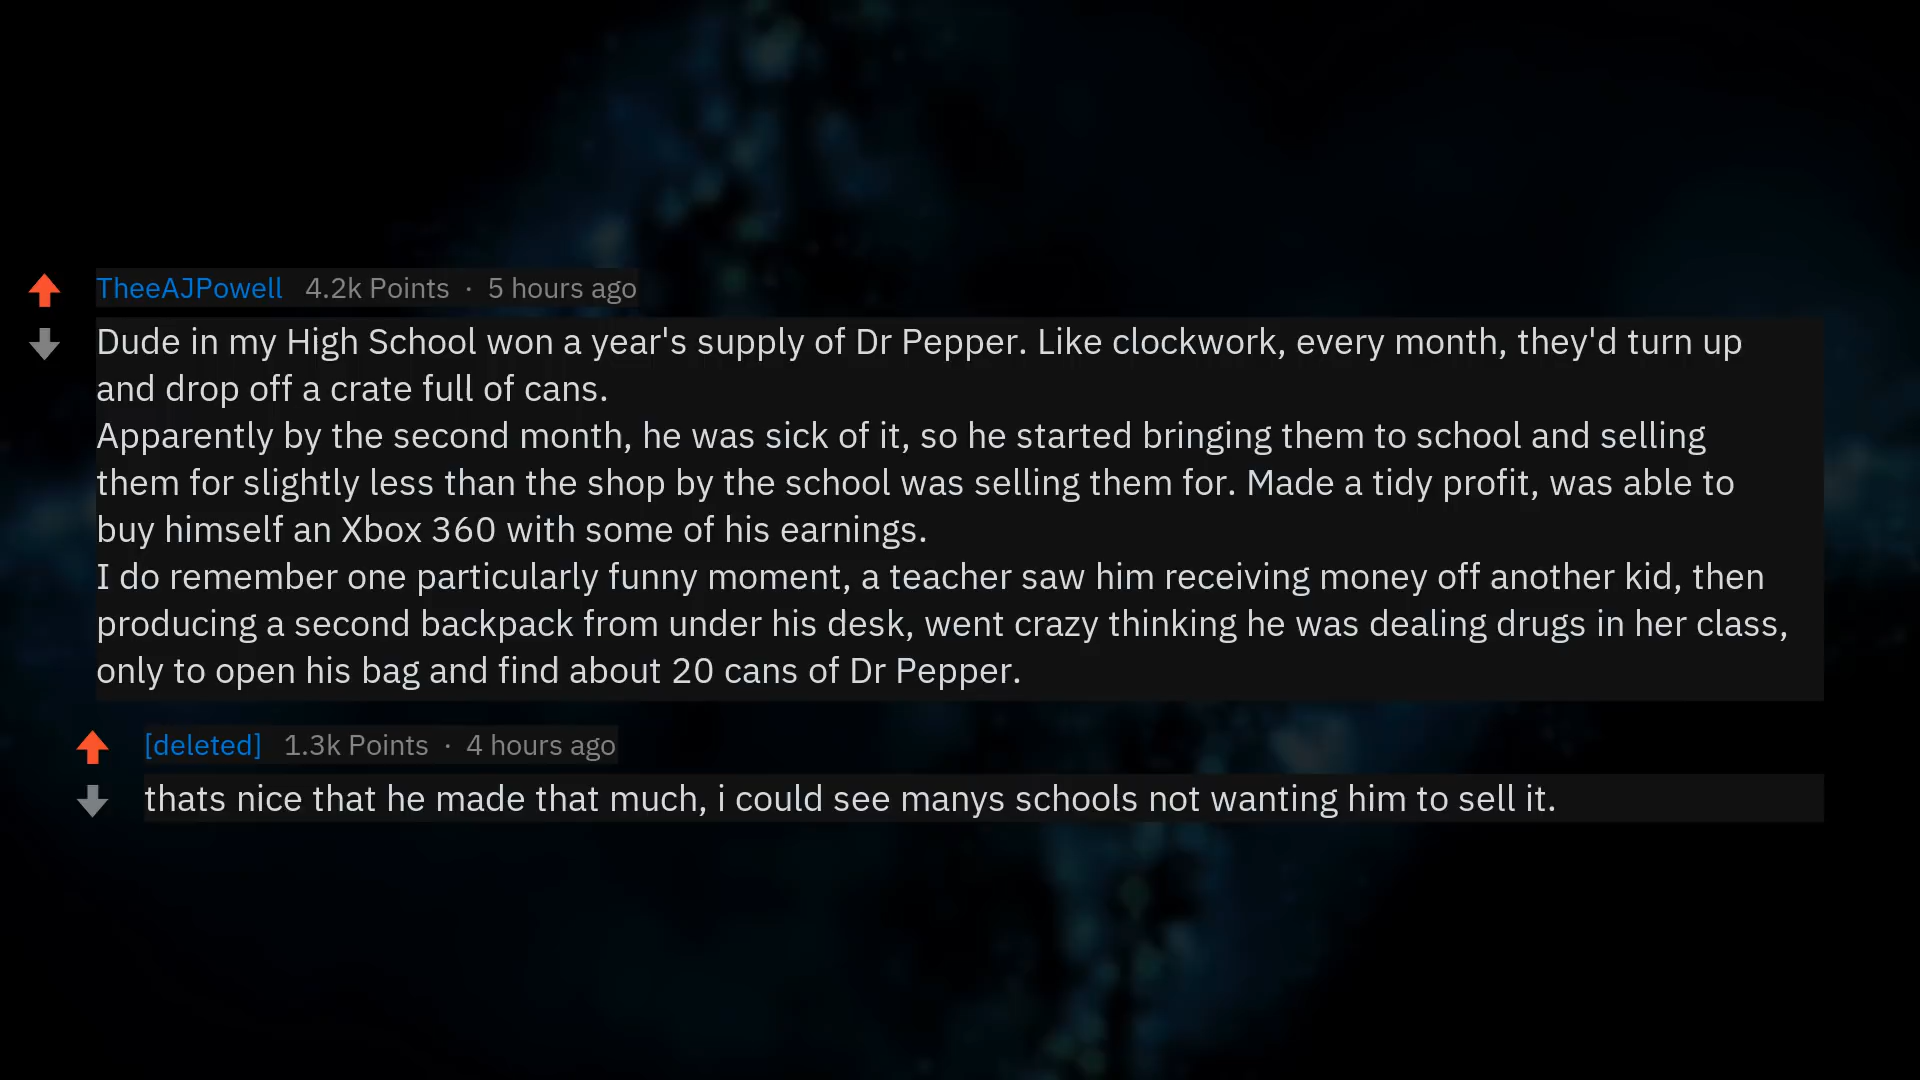 TheeAJPowell 4.2k Points · 5 hours ago
Dude in my High School won a year's supply of Dr Pepper. Like clockwork, every month, they'd turn up
and drop off a crate full of cans.
Apparently by the second month, he was sick of it, so he started bringing them to school and selling
them for slightly less than the shop by the school was selling them for. Made a tidy profit, was able to
buy himself an Xbox 360 with some of his earnings.
I do remember one particularly funny moment, a teacher saw him receiving money off another kid, then
producing a second backpack from under his desk, went crazy thinking he was dealing drugs in her class,
only to open his bag and find about 20 cans of Dr Pepper.
[deleted] 1.3k Points · 4 hours ago
thats nice that he made that much, i could see manys schools not wanting him to sell it.